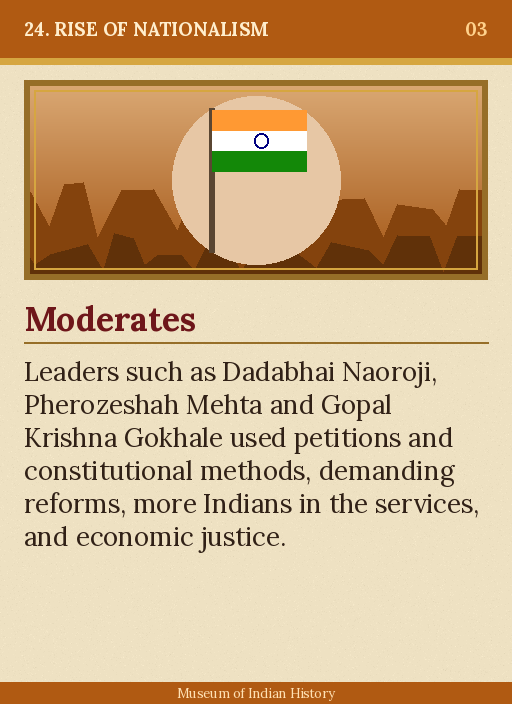 24. RISE OF NATIONALISM
03
Moderates
Leaders such as Dadabhai Naoroji,
Pherozeshah Mehta and Gopal
Krishna Gokhale used petitions and
constitutional methods, demanding
reforms, more Indians in the services,
and economic justice.
Museum of Indian History